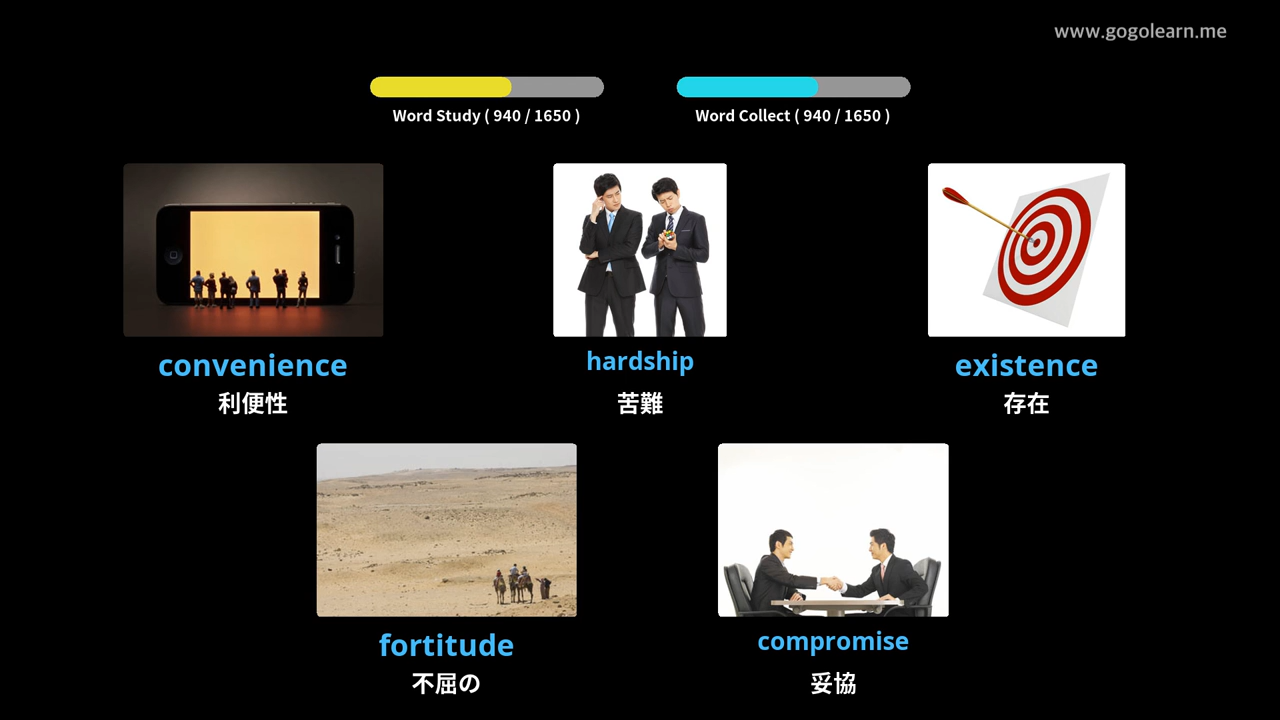 www.gogolearn.me
Word Study ( 940 / 1650 )
Word Collect ( 940 / 1650 )
convenience
利便性
hardship
苦難
existence
存在
fortitude
不屈の
compromise
妥協